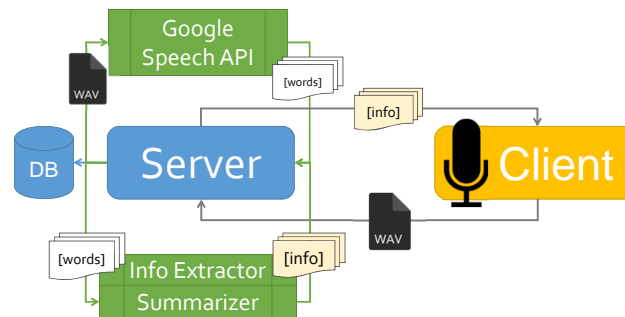 Google
Speech API
WAV
[words]
[info]
DB
Server
Client
WAV
[words]
[info]
Info Extractor
Summarizer